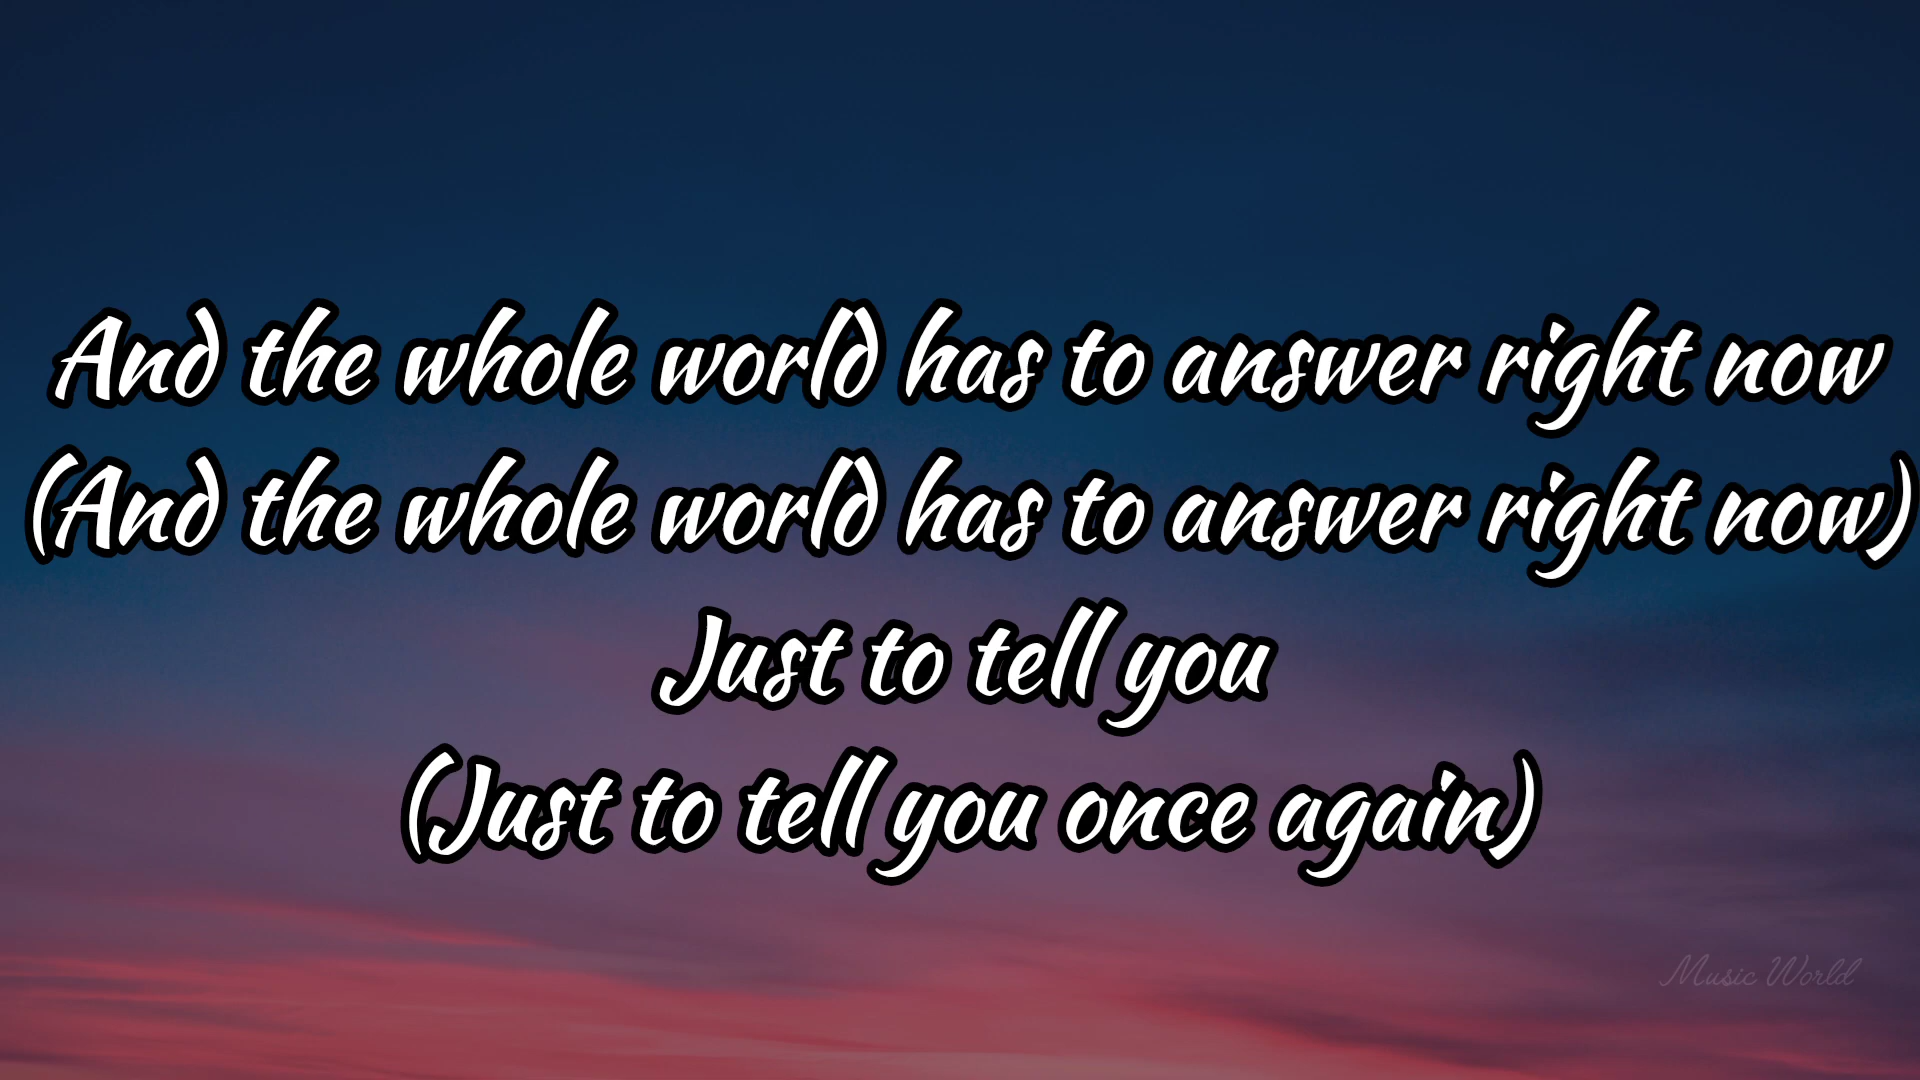 And the whole world has to answer right now
(And the whole world has to answer right now)
Just to tell you
(Just to tell you once again)
Music World